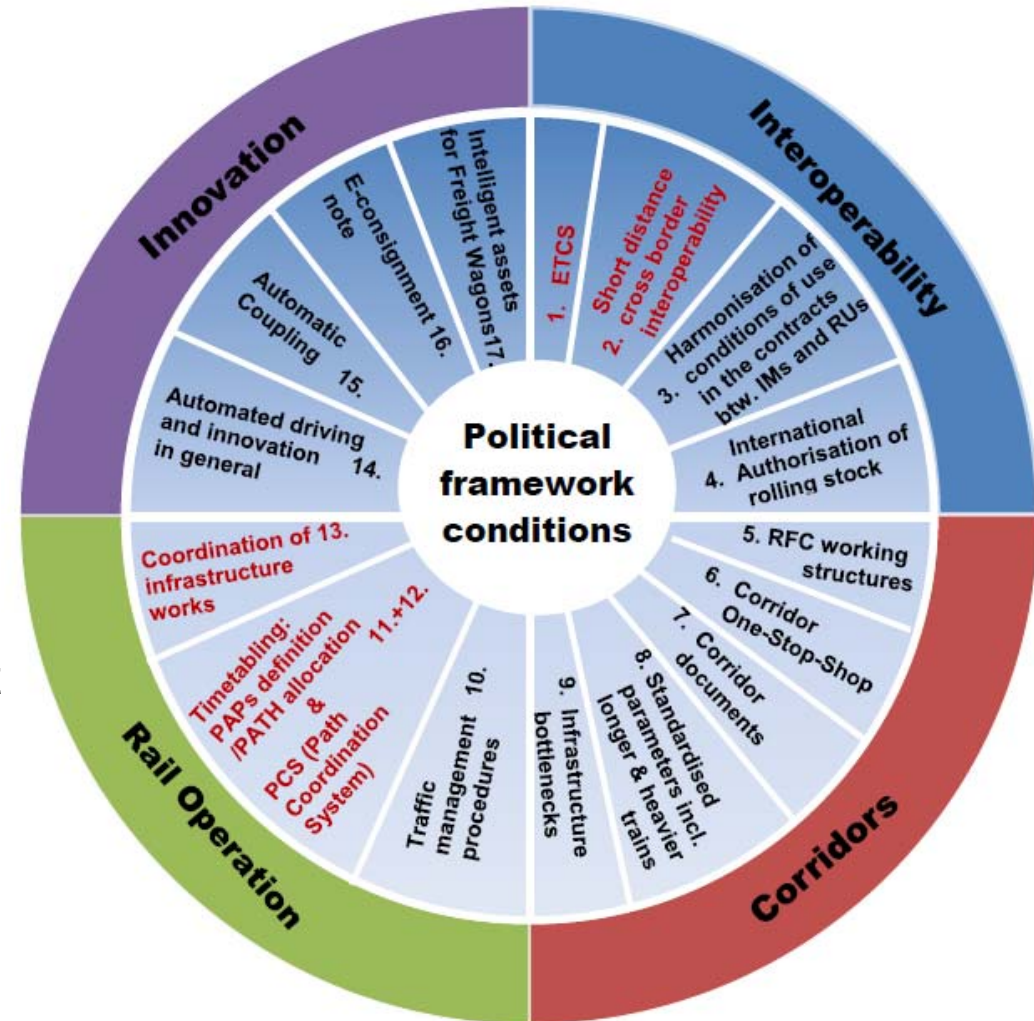 Innovation
Interoperability
Corridors
Rail Operation
Political
framework
conditions
1. ETCS
Short distance
2. cross border
interoperability
Harmonisation of
3. conditions of use
in the contracts
btw. IMs and RUs
International
4. Authorisation of
rolling stock
5. RFC working
structures
6. Corridor
One-Stop-Shop
7. Corridor
documents
8. Standardised
parameters incl.
longer & heavier
trains
9. Infrastructure
bottlenecks
Traffic 10.
management
procedures
Timetabling:
PAPs definition
/PATH allocation 11.+12.
&
PCS (Path
Coordination
System)
Coordination of 13.
infrastructure
works
Automated driving
and innovation 14.
in general
Automatic
Coupling 15.
E-consignment 16.
note
Intelligent assets
for Freight Wagons17.